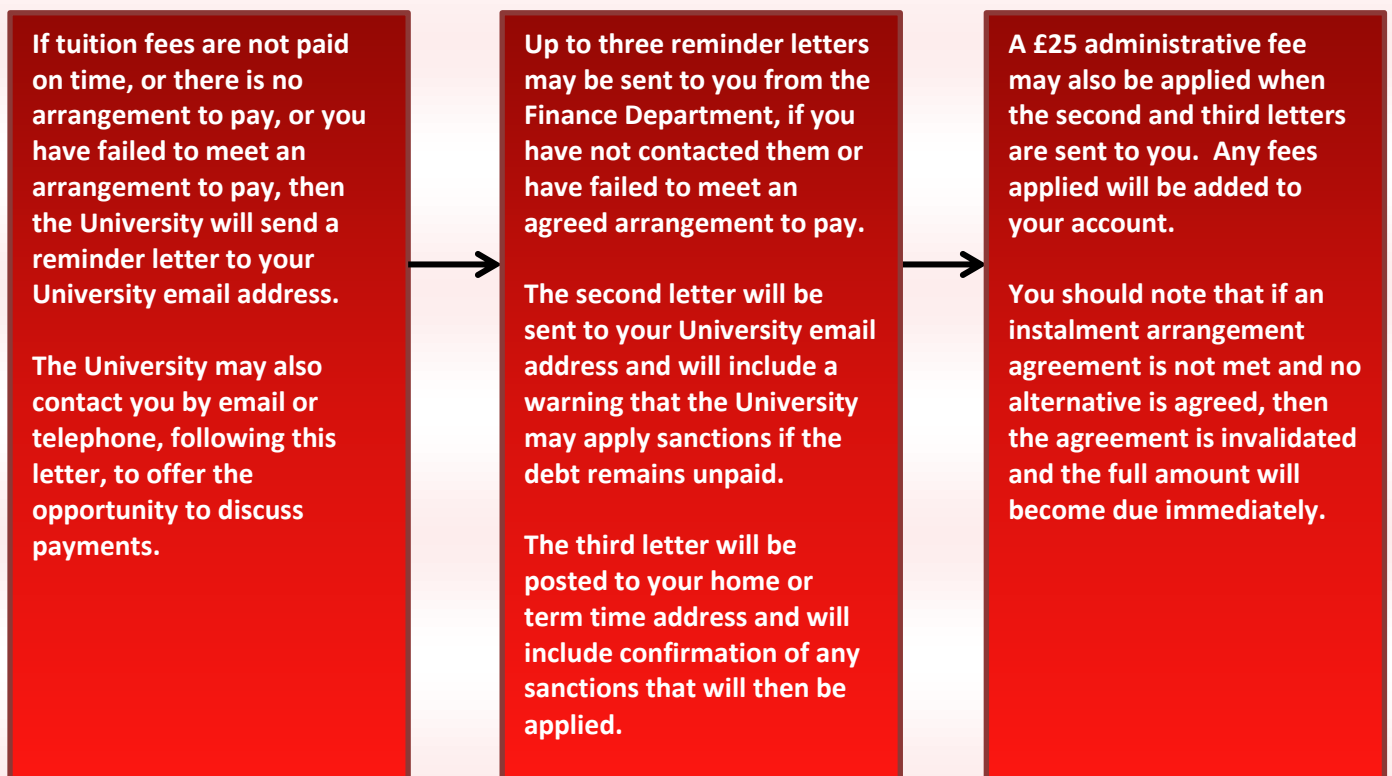 If tuition fees are not paid
on time, or there is no
arrangement to pay, or you
have failed to meet an
arrangement to pay, then
the University will send a
reminder letter to your
University email address.
The University may also
contact you by email or
telephone, following this
letter, to offer the
opportunity to discuss
payments.
Up to three reminder letters
may be sent to you from the
Finance Department, if you
have not contacted them or
have failed to meet an
agreed arrangement to pay.
The second letter will be
sent to your University email
address and will include a
warning that the University
may apply sanctions if the
debt remains unpaid.
The third letter will be
posted to your home or
term time address and will
include confirmation of any
sanctions that will then be
applied.
A £25 administrative fee
may also be applied when
the second and third letters
are sent to you.  Any fees
applied will be added to
your account.
You should note that if an
instalment arrangement
agreement is not met and no
alternative is agreed, then
the agreement is invalidated
and the full amount will
become due immediately.